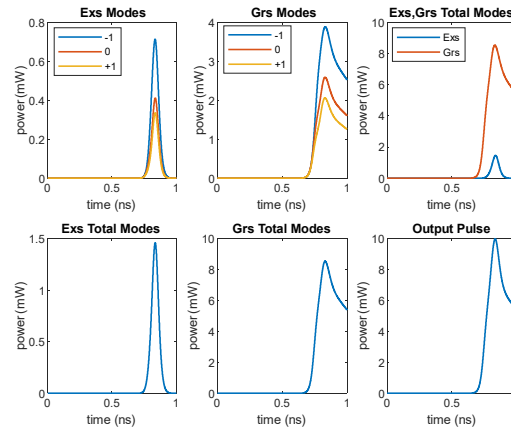 Exs Modes
Grs Modes
Exs,Grs Total Modes
0.8
0.6
0.4
0.2
0
power (mW)
-1
0
+1
0
0.5
1
time (ns)
4
3
2
1
0
power (mW)
-1
0
+1
0
0.5
1
time (ns)
10
8
6
4
2
0
power (mW)
Exs
Grs
0
0.5
time (ns)
Exs Total Modes
Grs Total Modes
Output Pulse
1.5
1
0.5
0
power (mW)
0
0.5
1
time (ns)
10
8
6
4
2
0
power (mW)
0
0.5
1
time (ns)
10
8
6
4
2
0
power (mW)
0
0.5
time (ns)